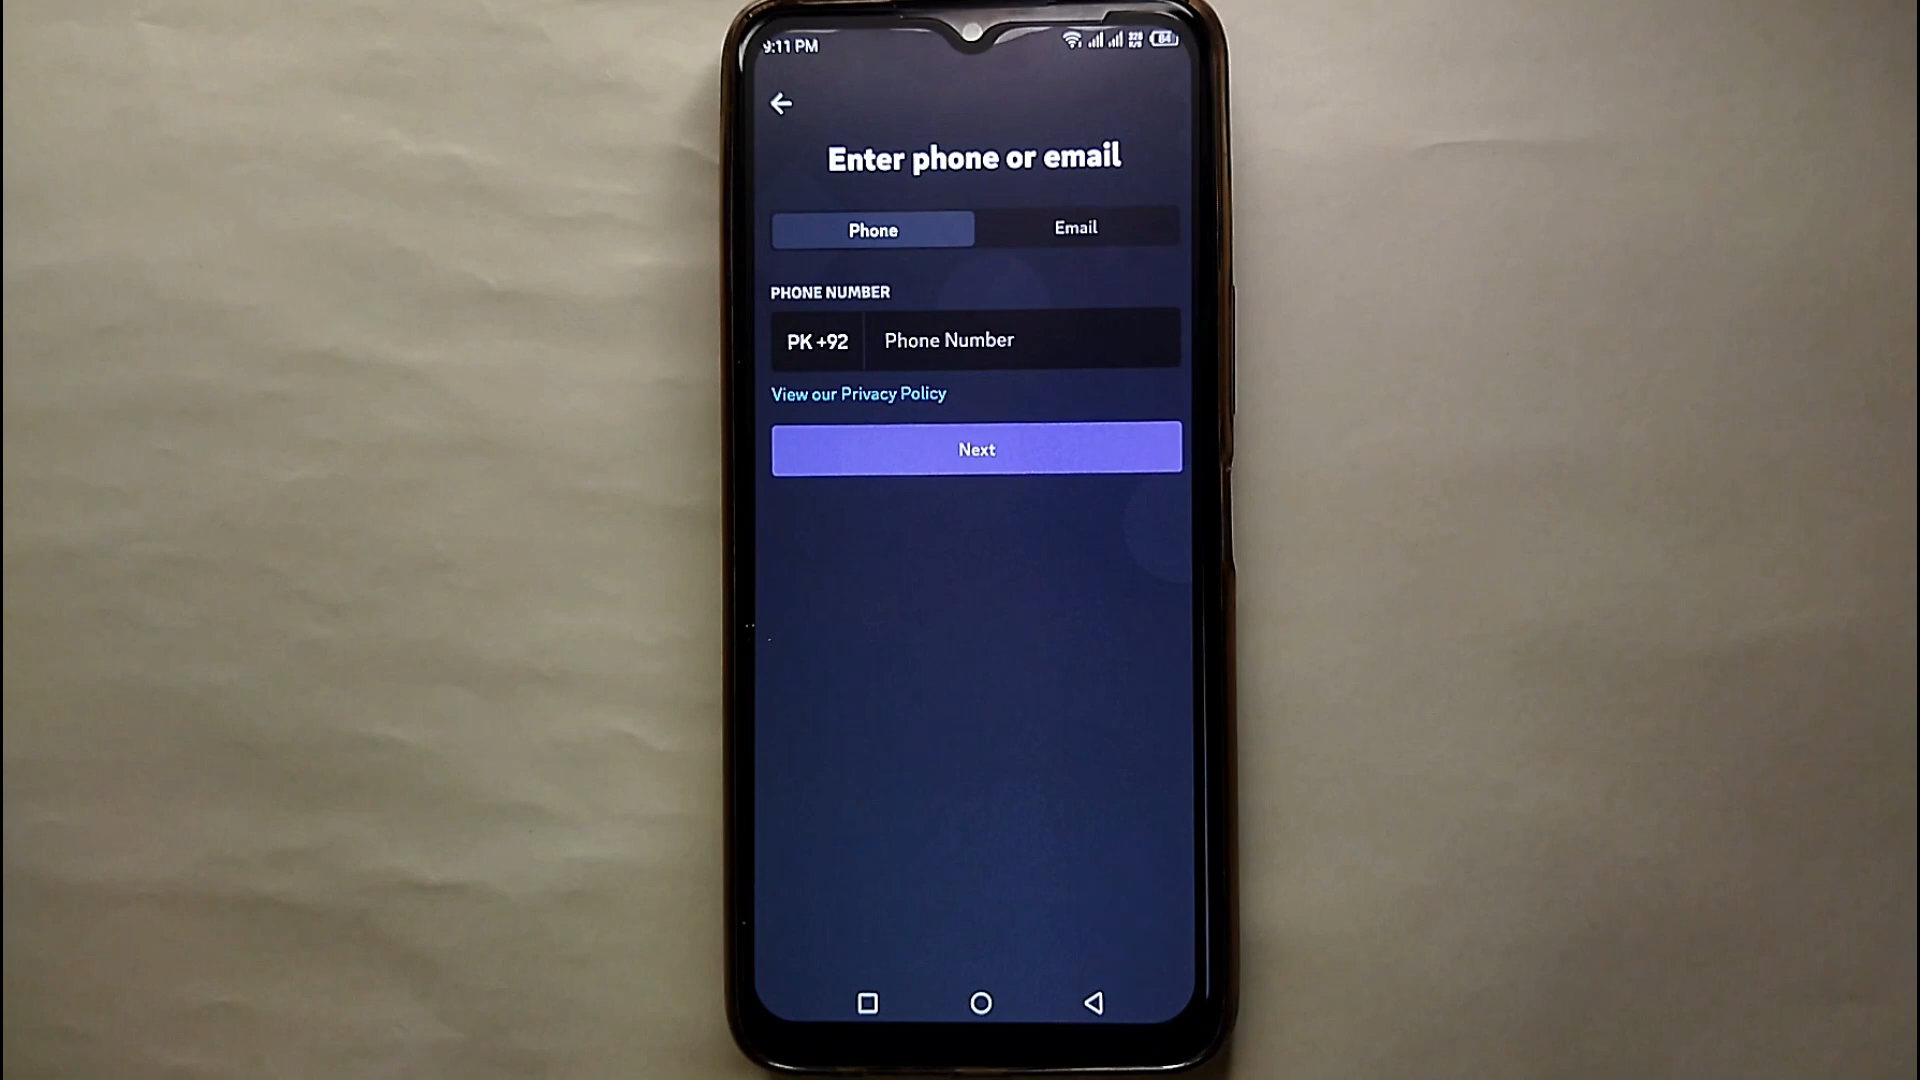 9:11 PM
84
Enter phone or email
Phone
Email
PHONE NUMBER
PK +92
Phone Number
View our Privacy Policy
Next